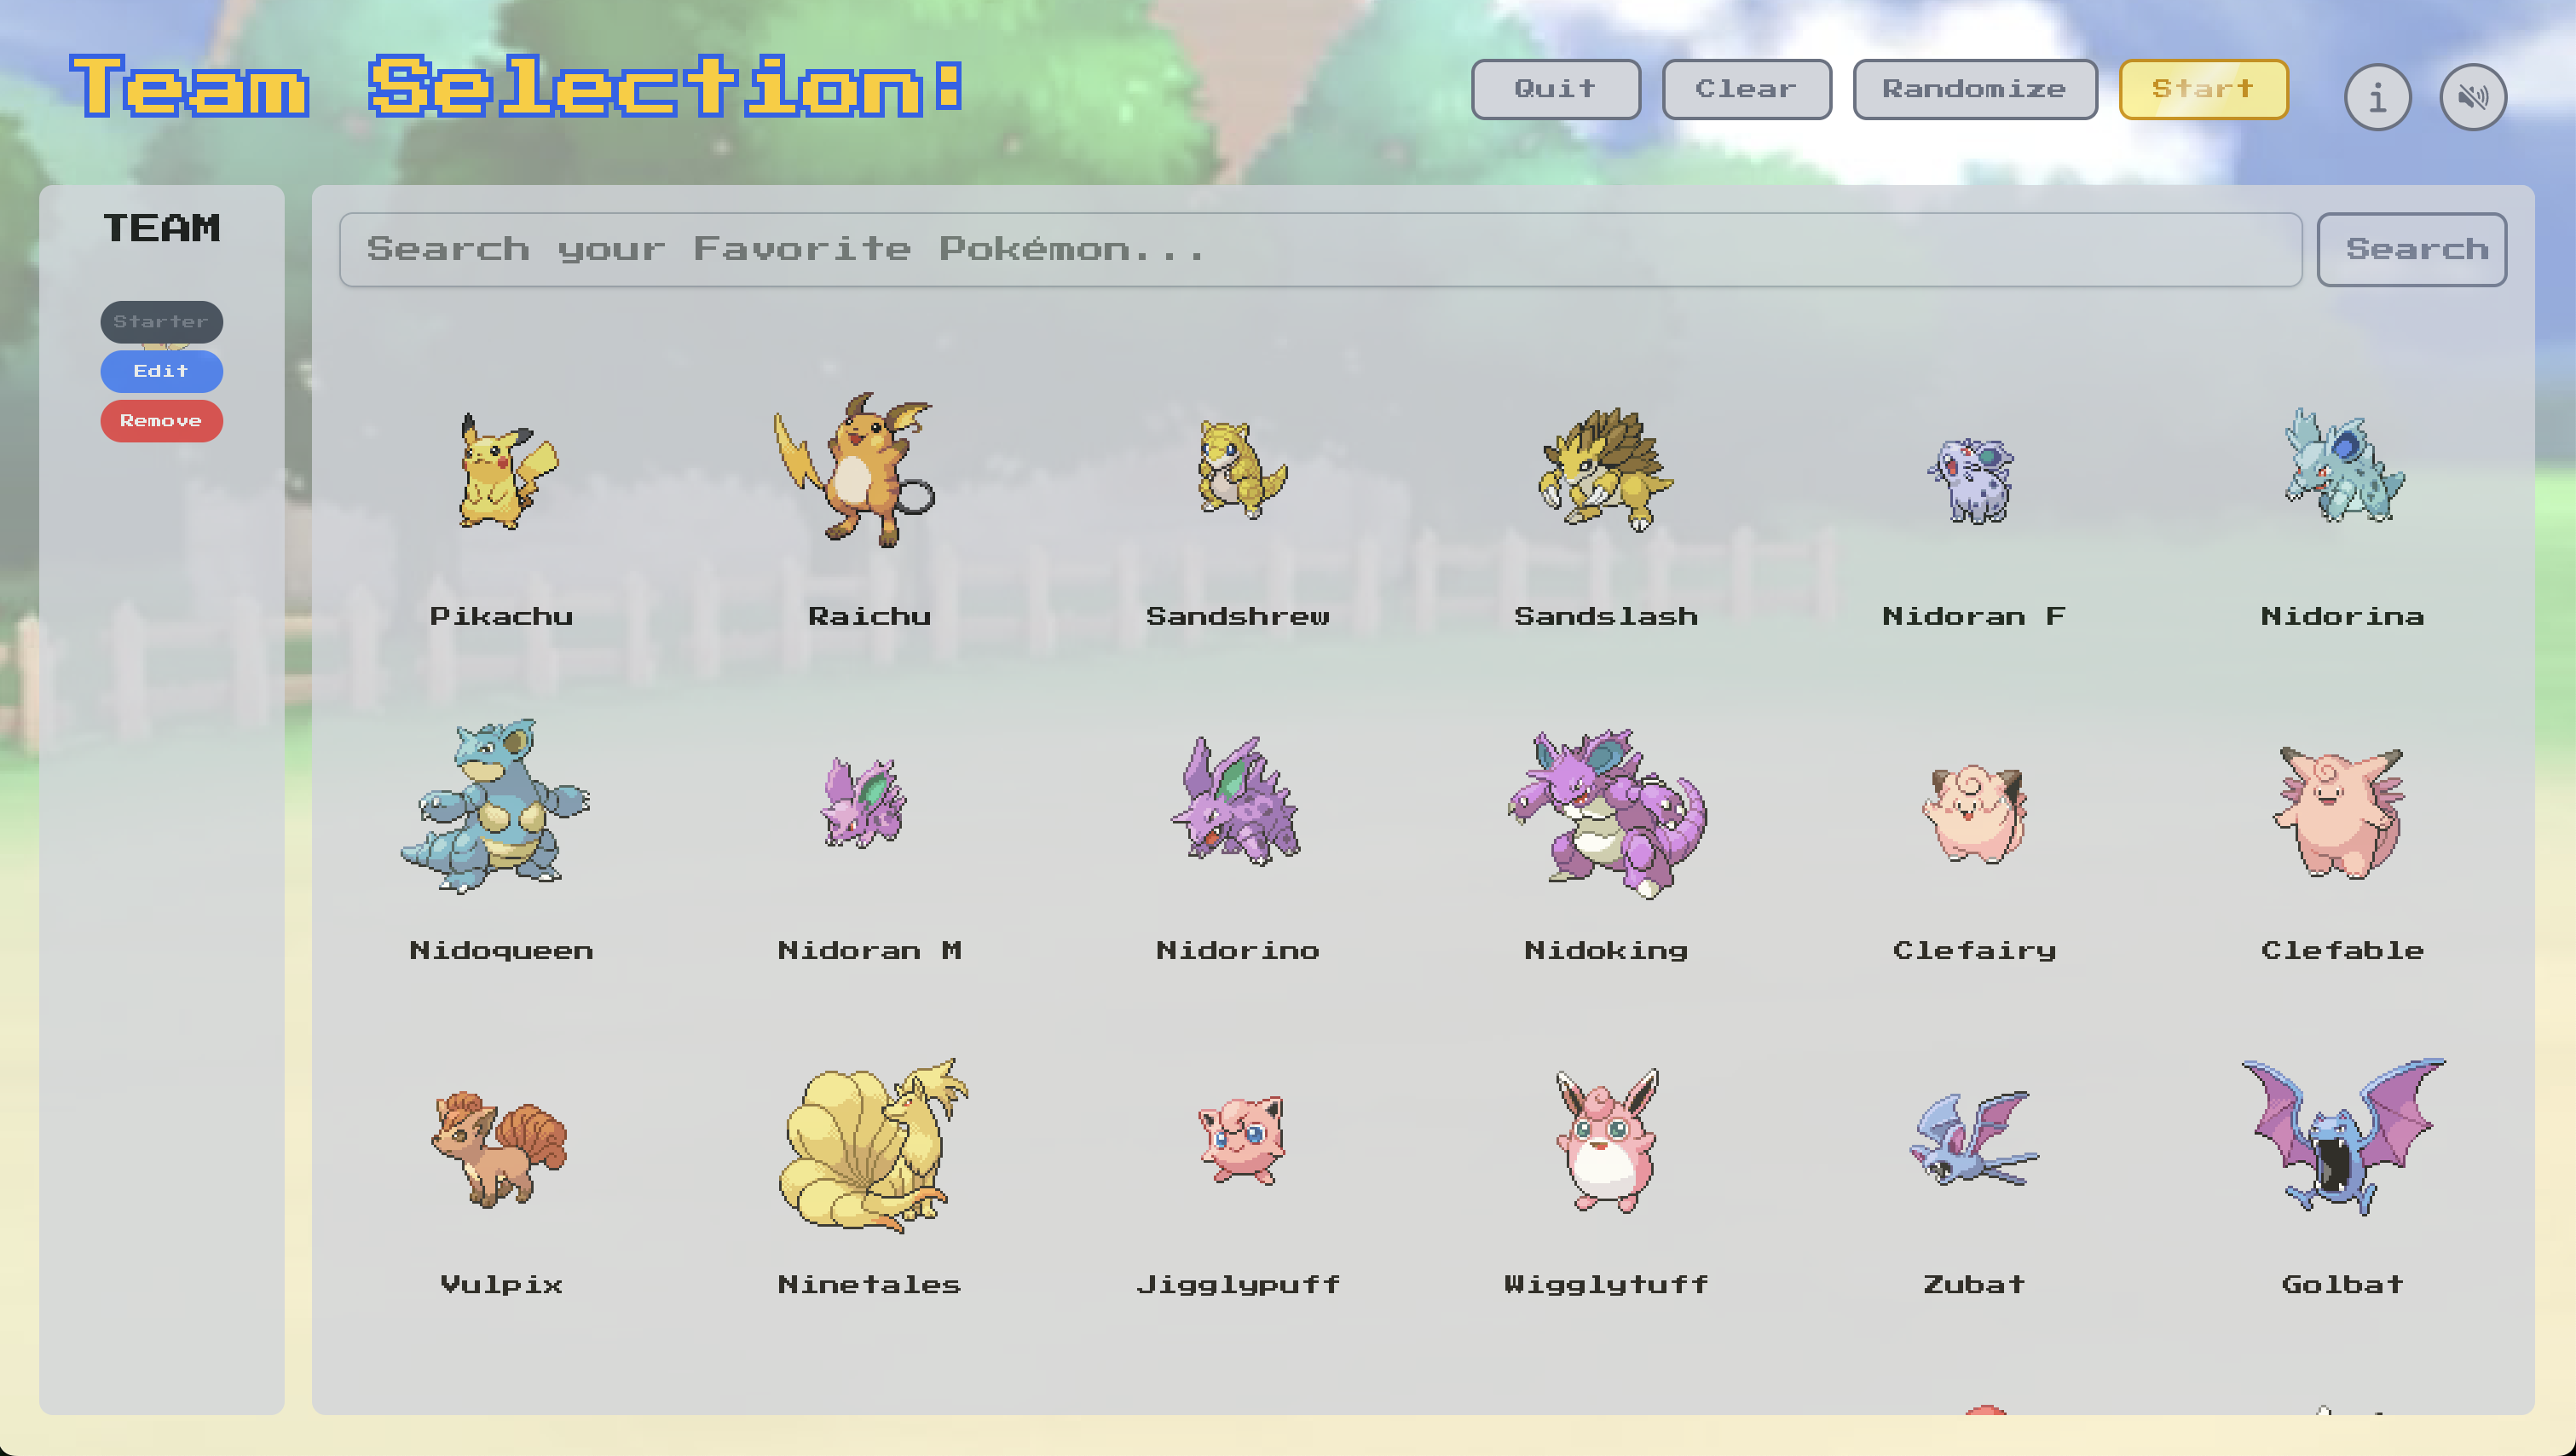 Team Selection:
Quit
Clear
Randomize
Start
i
TEAM
Starter
Edit
Remove
Search your Favorite Pokémon...
Search
Pikachu
Raichu
Sandshrew
Sandslash
Nidoran F
Nidorina
Nidoqueen
Nidoran M
Nidorino
Nidoking
Clefairy
Clefable
Vulpix
Ninetales
Jigglypuff
Wigglytuff
Zubat
Golbat